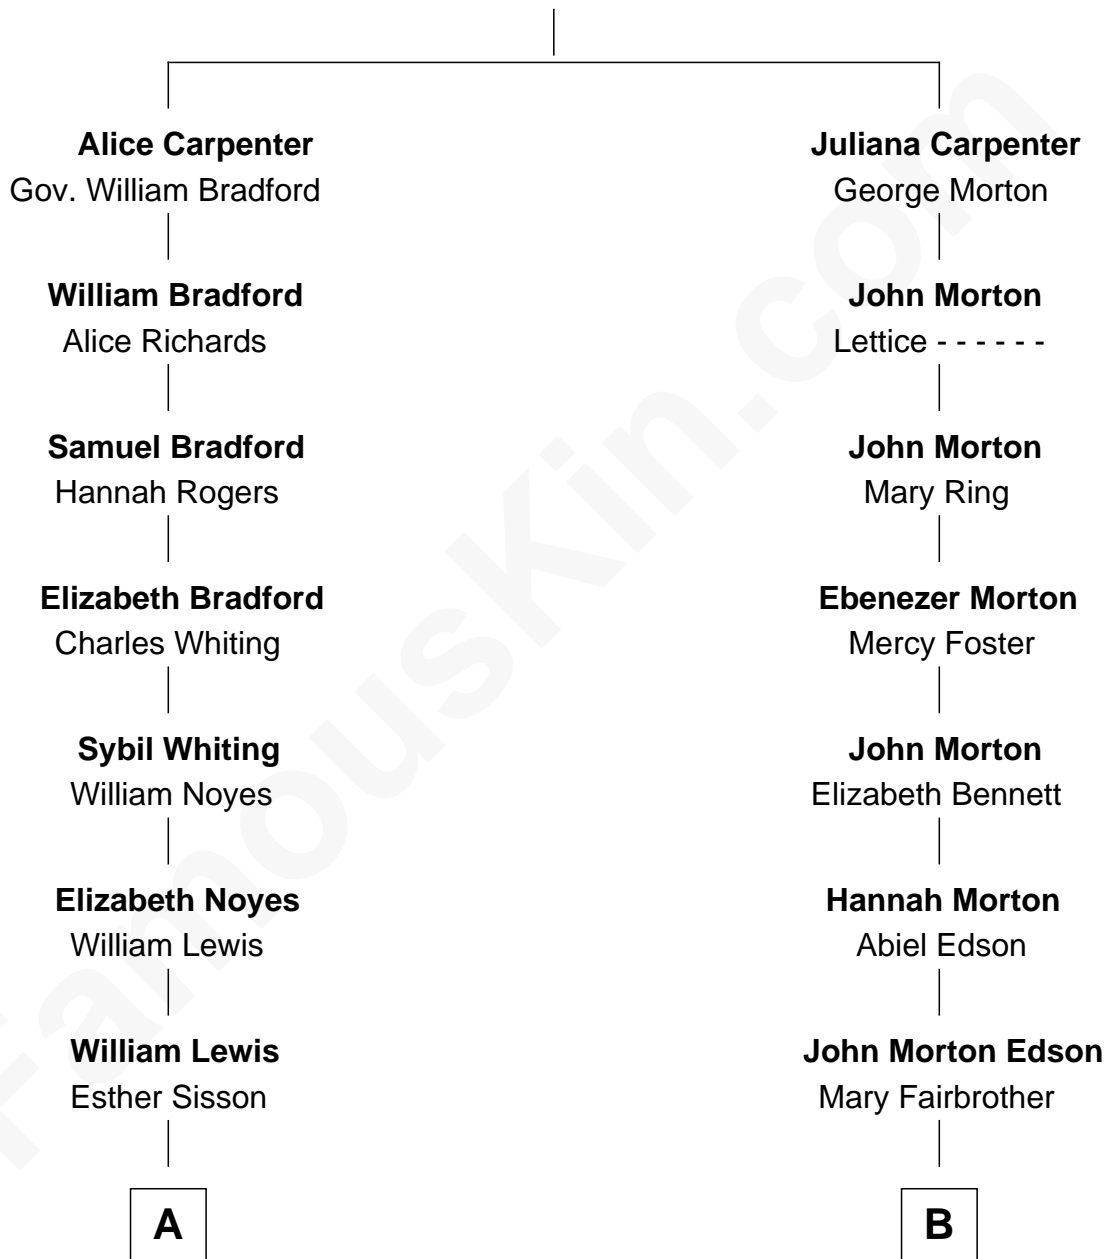 Alice Carpenter
Gov. William Bradford
William Bradford
Alice Richards
Samuel Bradford
Hannah Rogers
Elizabeth Bradford
Charles Whiting
Sybil Whiting
William Noyes
Elizabeth Noyes
William Lewis
William Lewis
Esther Sisson
A
Juliana Carpenter
George Morton
John Morton
Lettice - - - - - -
John Morton
Mary Ring
Ebenezer Morton
Mercy Foster
John Morton
Elizabeth Bennett
Hannah Morton
Abiel Edson
John Morton Edson
Mary Fairbrother
B
FamousKin.com